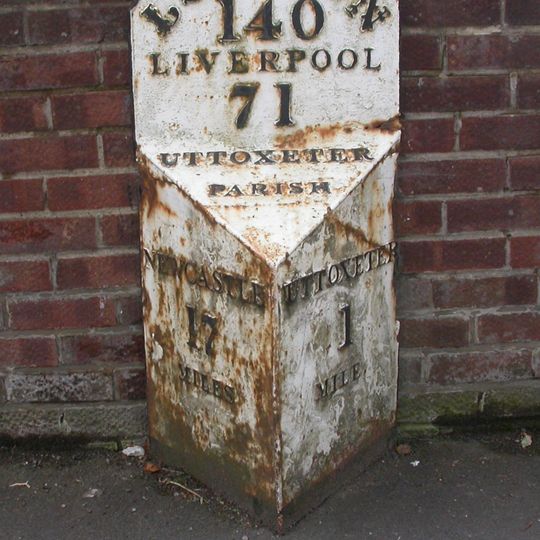 140
LIVERPOOL
71
UTTOXETER
PARISH
NEWCASTLE
17
MILES
UTTOXETER
1
MILE